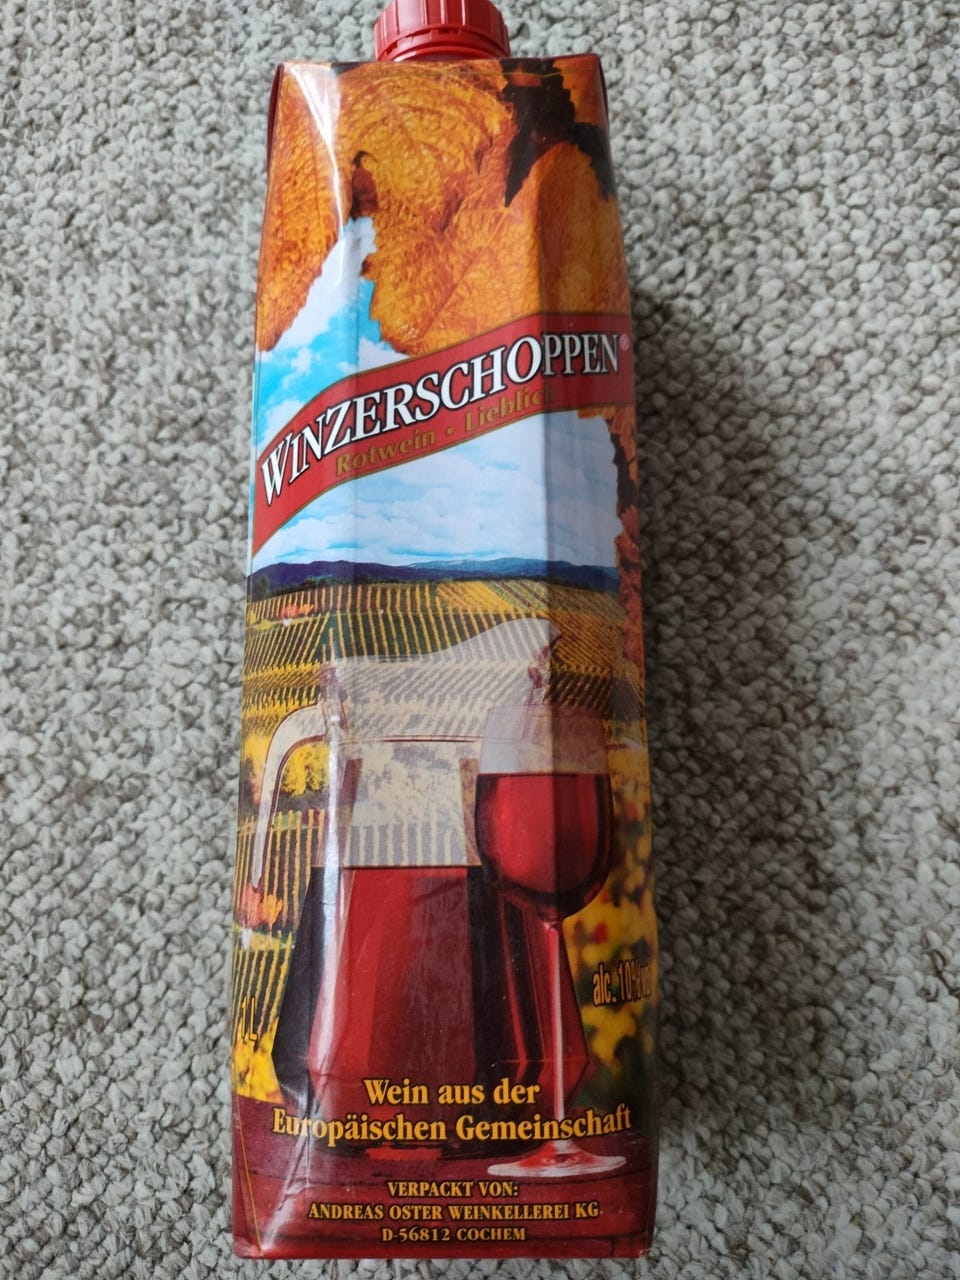 WINZERSCHOPPEN®
Rotwein • Lieblich
alc. 10% vol
1 L
Wein aus der
Europäischen Gemeinschaft
VERPACKT VON:
ANDREAS OSTER WEINKELLEREI KG
D-56812 COCHEM